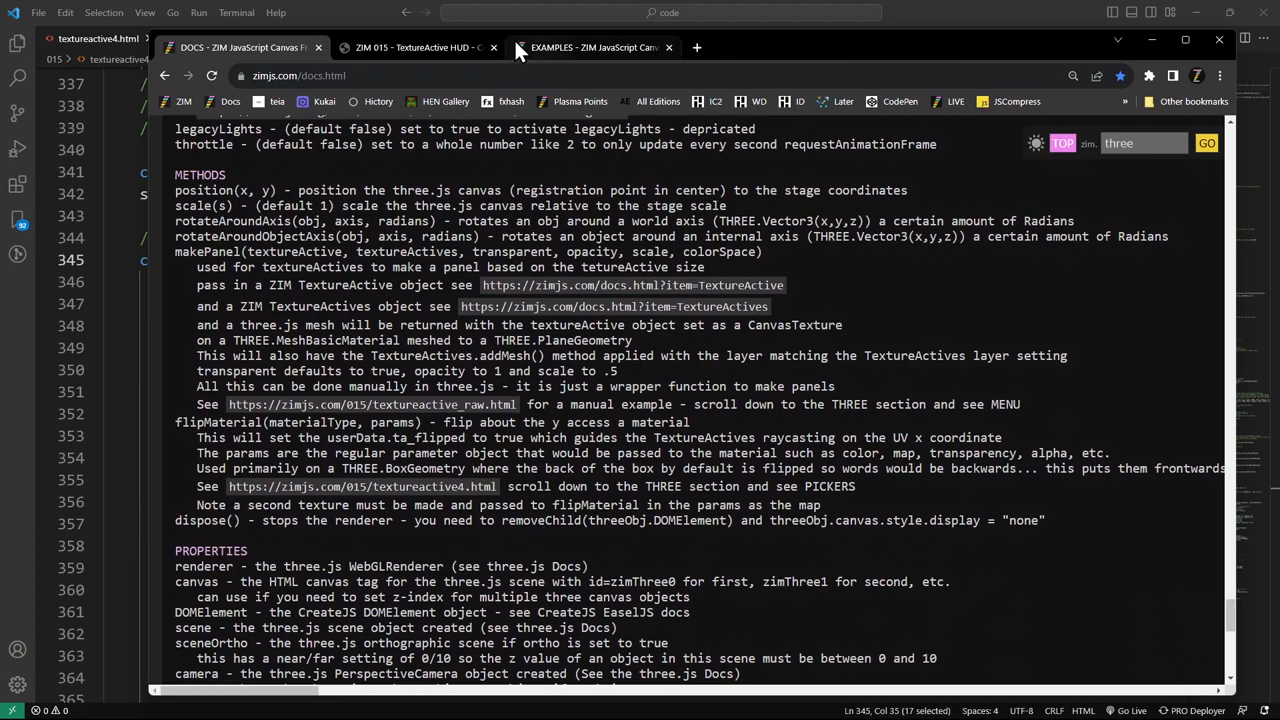 File Edit Selection View Go Run Terminal Help
code
textureactive4.html
015 > textureactive4
DOCS - ZIM JavaScript Canvas Fr
ZIM 015 - TextureActive HUD - C
EXAMPLES - ZIM JavaScript Canv
zimjs.com/docs.html
ZIM Docs teia Kukai Hictory HEN Gallery fxhash Plasma Points All Editions IC2 WD ID Later CodePen LIVE JSCompress » Other bookmarks
TOP zim. three GO
legacyLights - (default false) set to true to activate legacyLights - depricated
throttle - (default false) set to a whole number like 2 to only update every second requestAnimationFrame
METHODS
position(x, y) - position the three.js canvas (registration point in center) to the stage coordinates
scale(s) - (default 1) scale the three.js canvas relative to the stage scale
rotateAroundAxis(obj, axis, radians) - rotates an obj around a world axis (THREE.Vector3(x,y,z)) a certain amount of Radians
rotateAroundObjectAxis(obj, axis, radians) - rotates an object around an internal axis (THREE.Vector3(x,y,z)) a certain amount of Radians
makePanel(textureActive, textureActives, transparent, opacity, scale, colorSpace)
used for textureActives to make a panel based on the tetureActive size
pass in a ZIM TextureActive object see https://zimjs.com/docs.html?item=TextureActive
and a ZIM TextureActives object see https://zimjs.com/docs.html?item=TextureActives
and a three.js mesh will be returned with the textureActive object set as a CanvasTexture
on a THREE.MeshBasicMaterial meshed to a THREE.PlaneGeometry
This will also have the TextureActives.addMesh() method applied with the layer matching the TextureActives layer setting
transparent defaults to true, opacity to 1 and scale to .5
All this can be done manually in three.js - it is just a wrapper function to make panels
See https://zimjs.com/015/textureactive_raw.html for a manual example - scroll down to the THREE section and see MENU
flipMaterial(materialType, params) - flip about the y access a material
This will set the userData.ta_flipped to true which guides the TextureActives raycasting on the UV x coordinate
The params are the regular parameter object the would be persed to the material such as color, map, transparency, alpha, etc.
Used primarily on a THREE.BoxGeometry where the back of the box by default is flipped so words would be backwards... this puts them frontwards
See https://zimjs.com/015/textureactive4.html scroll down to the THREE section and see PICKERS
Note a second texture must be made and passed to flipMaterial in the params as the map
dispose() - stops the renderer - you need to removeChild(threeObj.DOMElement) and threeObj.canvas.style.display = "none"
PROPERTIES
renderer - the three.js WebGLRenderer (see three.js Docs)
canvas - the HTML canvas tag for the three.js scene with id=zimThree0 for first, zimThree1 for second, etc.
can use if you need to set z-index for multiple three canvas objects
DOMElement - the CreateJS DOMElement object - see CreateJS EaselJS docs
scene - the three.js scene object created (see three.js Docs)
sceneOrtho - the three.js orthographic scene if ortho is set to true
this has a near/far setting of 0/10 so the z value of an object in this scene must be between 0 and 10
camera - the three.js PerspectiveCamera object created (See the three.js Docs)
337
338 /
339 /
340
341 c
342 s
343
344 /
345 c
346
347
348
349
350
351
352
353
354
355
356
357
358
359
360
361
362
363
364
365
92
0 0 Ln 345, Col 35 (17 selected) Spaces: 4 UTF-8 CRLF HTML Go Live PRO Deployer